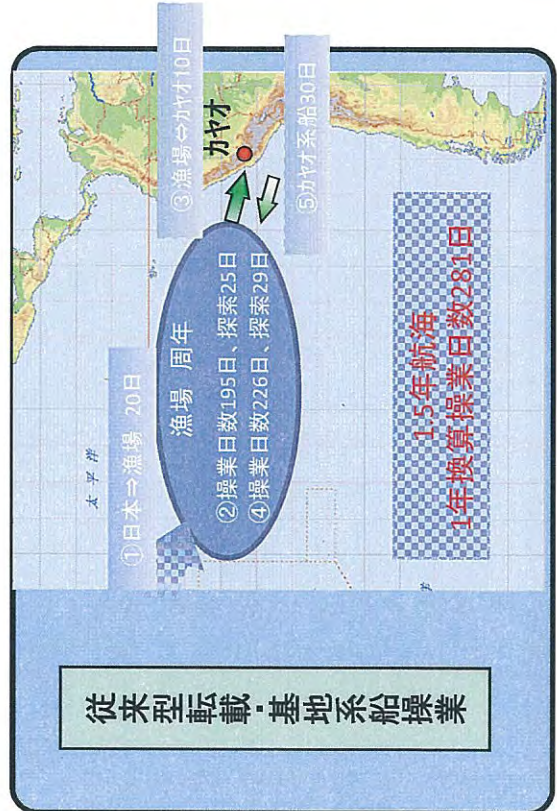 従来型転載・基地系船操業
太平洋
①日本⇒漁場 20日
漁場 周年
②操業日数195日、探索25日
④操業日数226日、探索29日
③漁場⇔カヤオ10日
カヤオ
⑤カヤオ系船30日
1.5年航海
1年換算操業日数281日